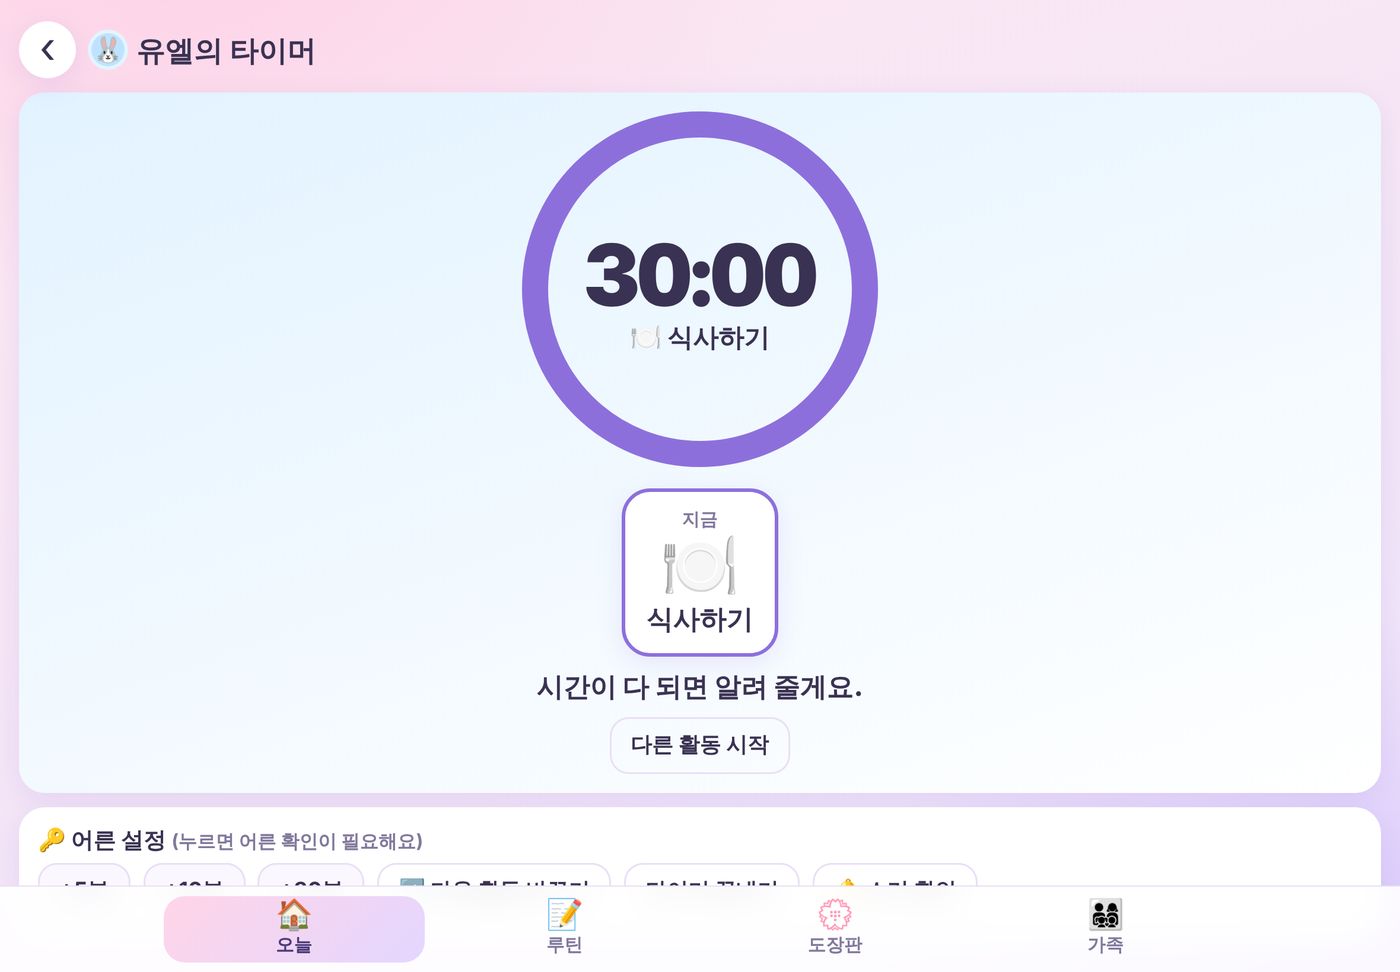 유엘의 타이머
30:00
식사하기
지금
식사하기
시간이 다 되면 알려 줄게요.
다른 활동 시작
어른 설정 (누르면 어른 확인이 필요해요)
오늘
루틴
도장판
가족